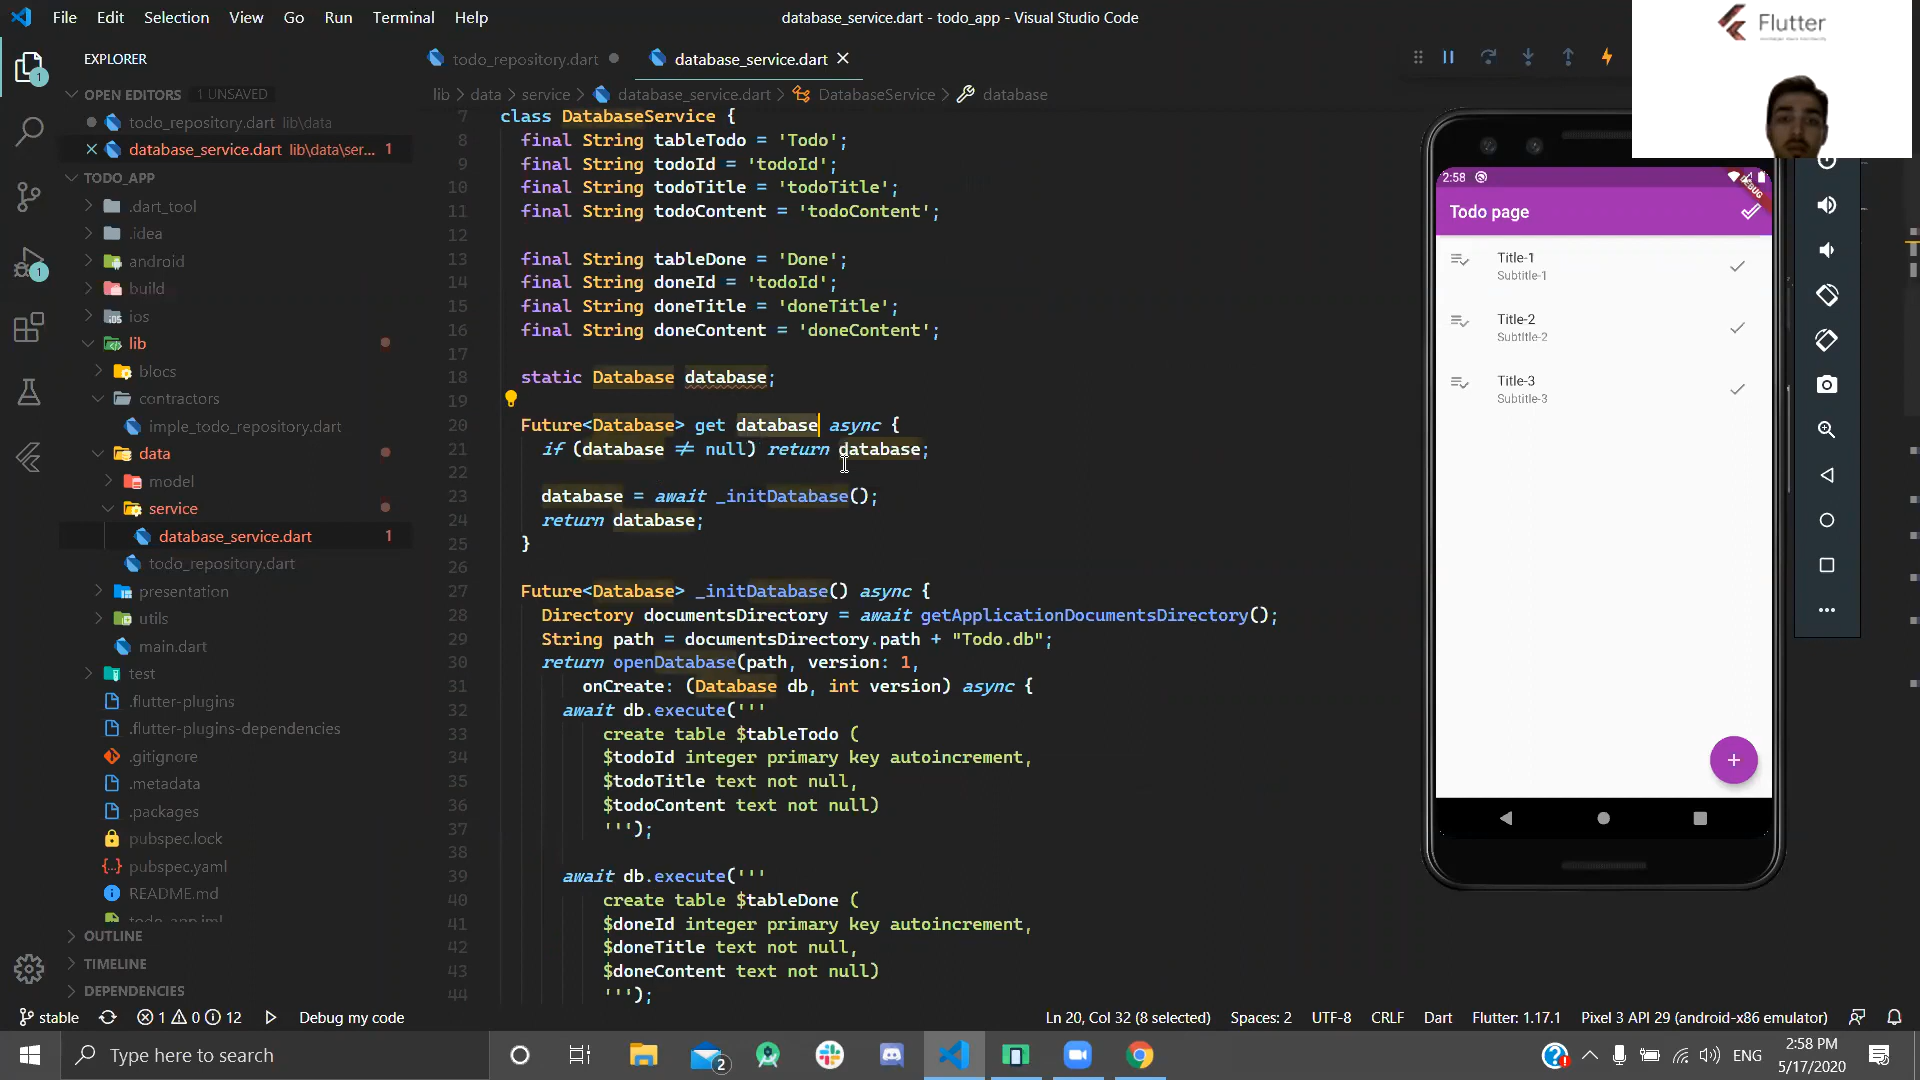 File Edit Selection View Go Run Terminal Help
database_service.dart - todo_app - Visual Studio Code
Flutter
EXPLORER
OPEN EDITORS 1 UNSAVED
todo_repository.dart lib\data
database_service.dart lib\data\ser... 1
TODO_APP
.dart_tool
.idea
android
build
ios
lib
blocs
contractors
imple_todo_repository.dart
data
model
service
database_service.dart 1
todo_repository.dart
presentation
utils
main.dart
test
.flutter-plugins
.flutter-plugins-dependencies
.gitignore
.metadata
.packages
pubspec.lock
pubspec.yaml
README.md
todo_app.iml
OUTLINE
TIMELINE
DEPENDENCIES
todo_repository.dart
database_service.dart
lib > data > service > database_service.dart > DatabaseService > database
7 class DatabaseService {
8 final String tableTodo = 'Todo';
9 final String todoId = 'todoId';
10 final String todoTitle = 'todoTitle';
11 final String todoContent = 'todoContent';
12
13 final String tableDone = 'Done';
14 final String doneId = 'todoId';
15 final String doneTitle = 'doneTitle';
16 final String doneContent = 'doneContent';
17
18 static Database database;
19
20 Future<Database> get database async {
21 if (database ≠ null) return database;
22
23 database = await _initDatabase();
24 return database;
25 }
26
27 Future<Database> _initDatabase() async {
28 Directory documentsDirectory = await getApplicationDocumentsDirectory();
29 String path = documentsDirectory.path + "Todo.db";
30 return openDatabase(path, version: 1,
31 onCreate: (Database db, int version) async {
32 await db.execute('''
33 create table $tableTodo (
34 $todoId integer primary key autoincrement,
35 $todoTitle text not null,
36 $todoContent text not null)
37 ''');
38
39 await db.execute('''
40 create table $tableDone (
41 $doneId integer primary key autoincrement,
42 $doneTitle text not null,
43 $doneContent text not null)
44 ''');
2:58
DEBUG
Todo page
Title-1
Subtitle-1
Title-2
Subtitle-2
Title-3
Subtitle-3
stable 1 0 12 Debug my code
Ln 20, Col 32 (8 selected) Spaces: 2 UTF-8 CRLF Dart Flutter: 1.17.1 Pixel 3 API 29 (android-x86 emulator)
Type here to search
2
ENG
2:58 PM
5/17/2020